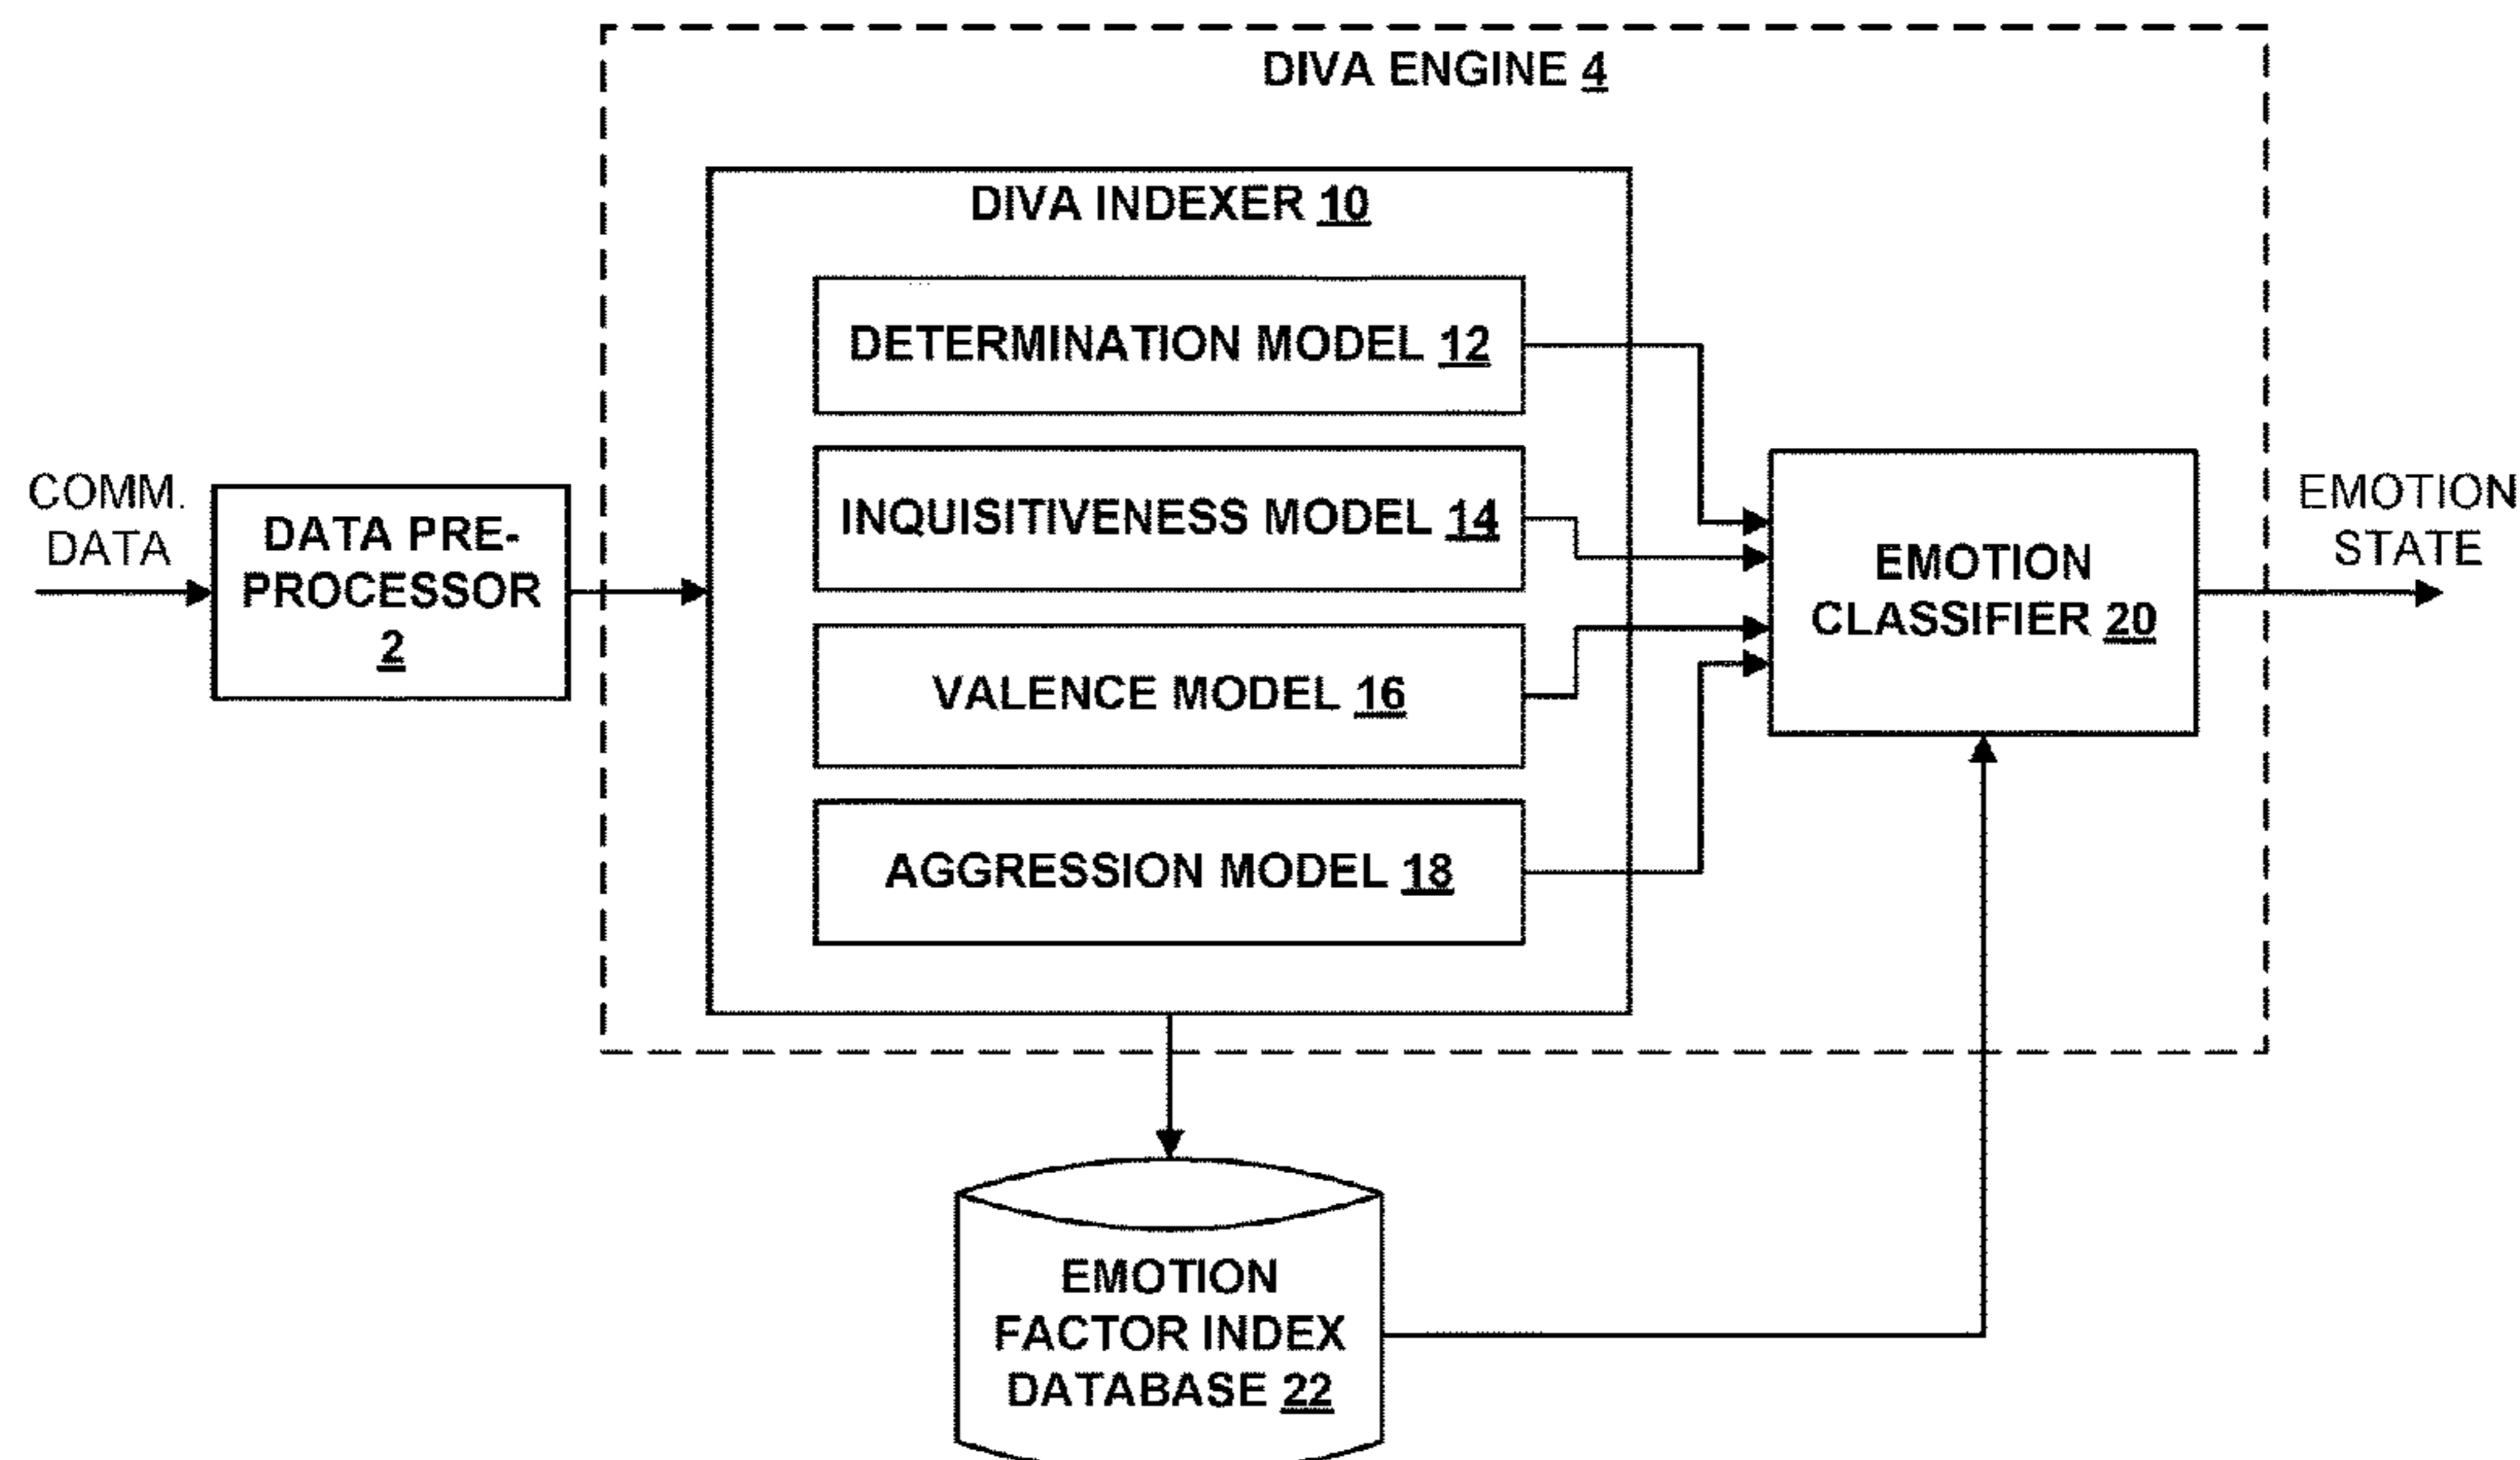 DIVA ENGINE 4
DIVA INDEXER 10
DETERMINATION MODEL 12
INQUISITIVENESS MODEL 14
VALENCE MODEL 16
AGGRESSION MODEL 18
COMM.
DATA
DATA PRE-
PROCESSOR
2
EMOTION
CLASSIFIER 20
EMOTION
STATE
EMOTION
FACTOR INDEX
DATABASE 22